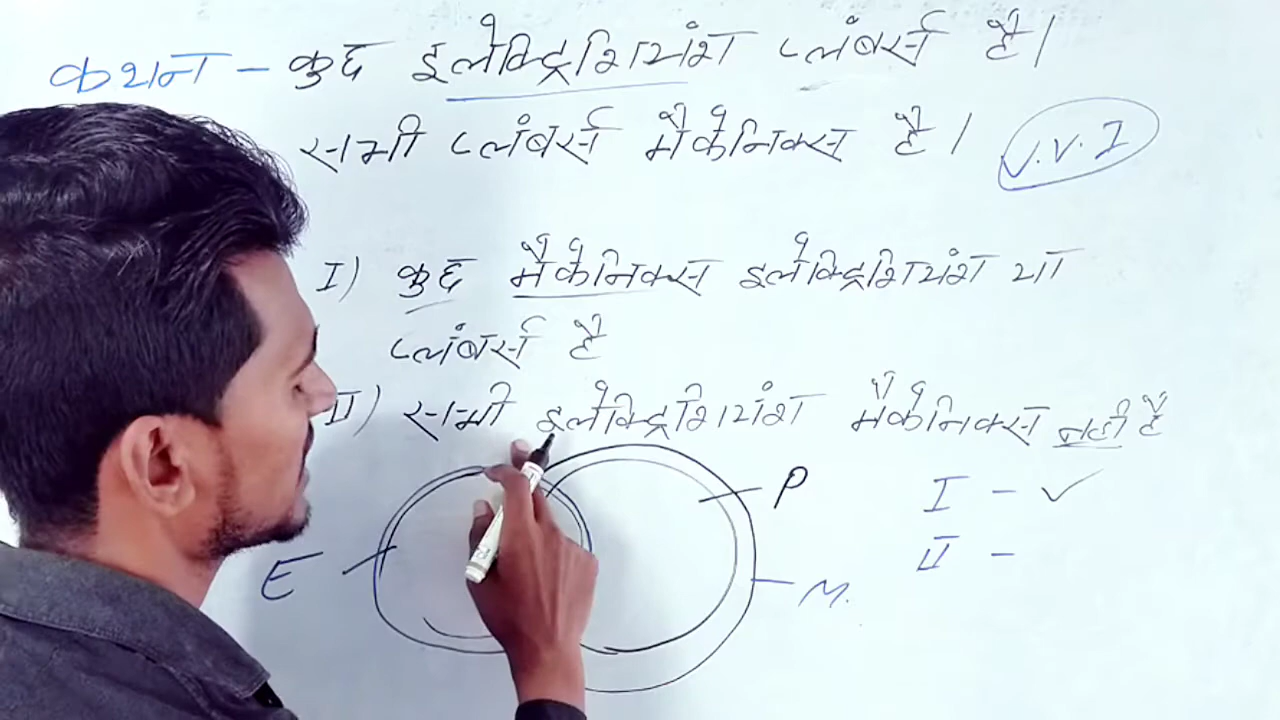 कथन - कुछ इलेक्ट्रिशियंश प्लंबर्स है।
सभी प्लंबर्स मैकेनिक्स है।
V.V.I
I) कुछ मैकेनिक्स इलेक्ट्रिशियंश या
प्लंबर्स है
II) सभी इलेक्ट्रिशियंश मैकेनिक्स नही है
P
I - ✓
E
II -
M.